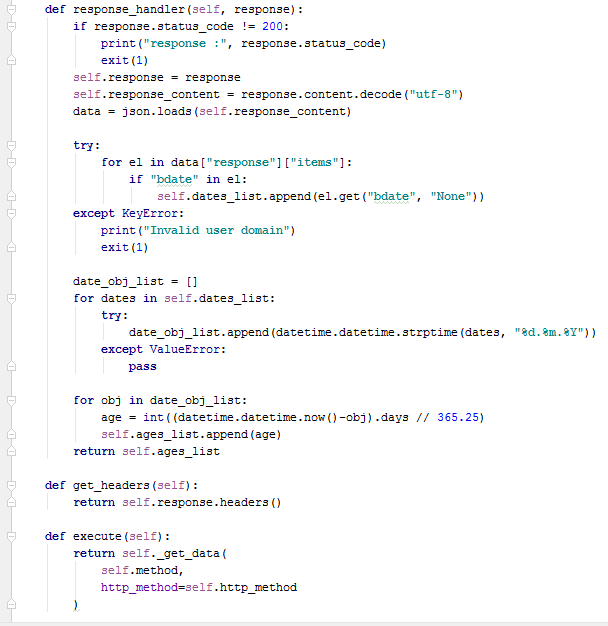 def response_handler(self, response):
    if response.status_code != 200:
        print("response :", response.status_code)
        exit(1)
    self.response = response
    self.response_content = response.content.decode("utf-8")
    data = json.loads(self.response_content)

    try:
        for el in data["response"]["items"]:
            if "bdate" in el:
                self.dates_list.append(el.get("bdate", "None"))
    except KeyError:
        print("Invalid user domain")
        exit(1)

    date_obj_list = []
    for dates in self.dates_list:
        try:
            date_obj_list.append(datetime.datetime.strptime(dates, "%d.%m.%Y"))
        except ValueError:
            pass

    for obj in date_obj_list:
        age = int((datetime.datetime.now()-obj).days // 365.25)
        self.ages_list.append(age)
    return self.ages_list

def get_headers(self):
    return self.response.headers()

def execute(self):
    return self._get_data(
        self.method,
        http_method=self.http_method
    )